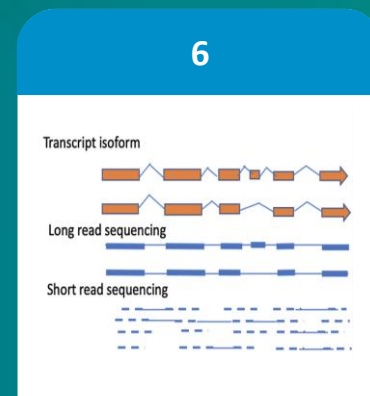 6
Transcript isoform
Long read sequencing
Short read sequencing